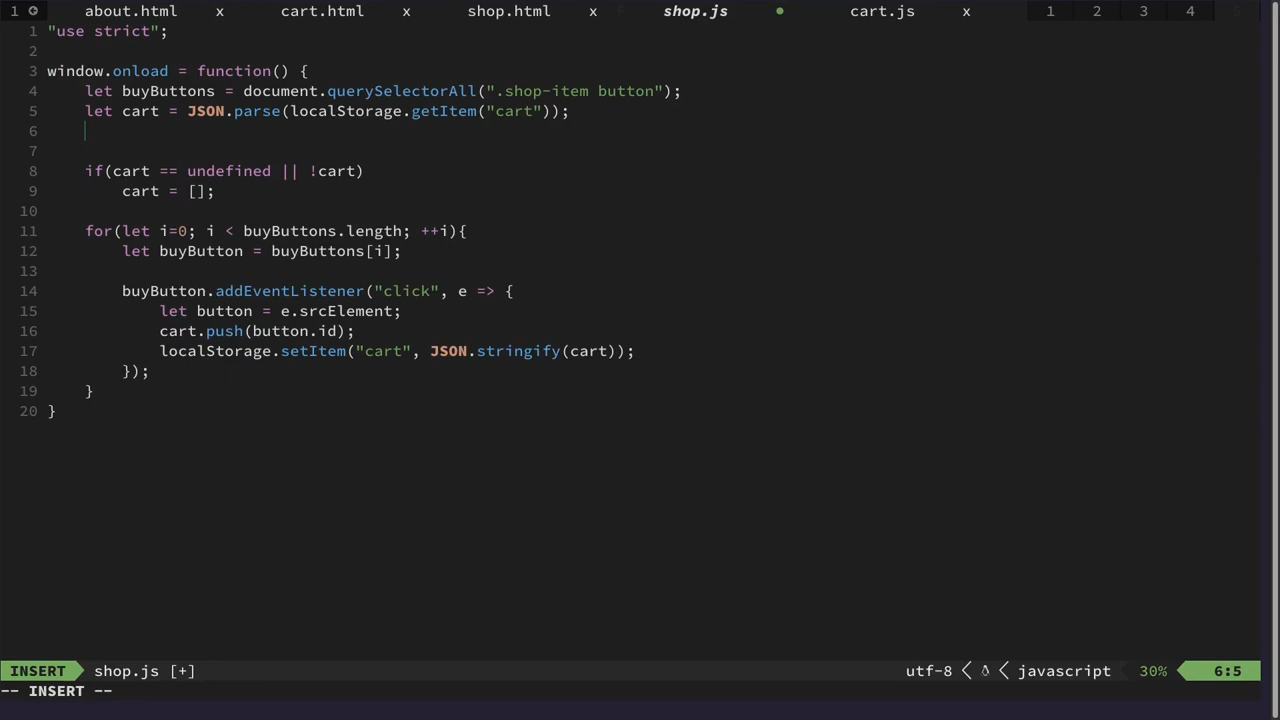 1 about.html x cart.html x shop.html x shop.js cart.js x 1 2 3 4 5
1 "use strict";
2
3 window.onload = function() {
4 let buyButtons = document.querySelectorAll(".shop-item button");
5 let cart = JSON.parse(localStorage.getItem("cart"));
6
7
8 if(cart == undefined || !cart)
9 cart = [];
10
11 for(let i=0; i < buyButtons.length; ++i){
12 let buyButton = buyButtons[i];
13
14 buyButton.addEventListener("click", e => {
15 let button = e.srcElement;
16 cart.push(button.id);
17 localStorage.setItem("cart", JSON.stringify(cart));
18 });
19 }
20 }
INSERT shop.js [+] utf-8 javascript 30% 6:5
-- INSERT --